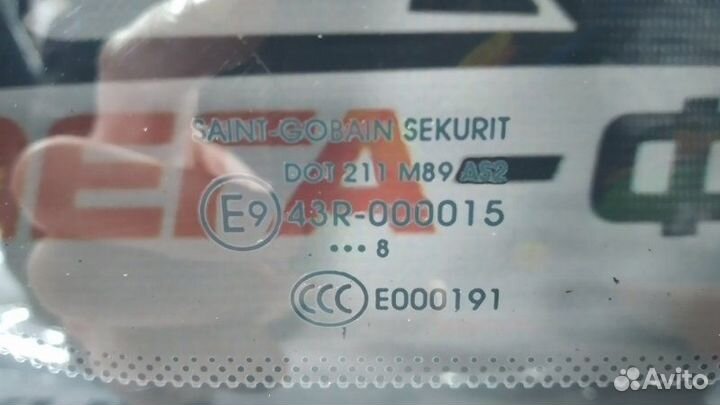 SAINT-GOBAIN SEKURIT
DOT 211 M89 AS2
E9 43R-000015
••• 8
CCC E000191
Avito